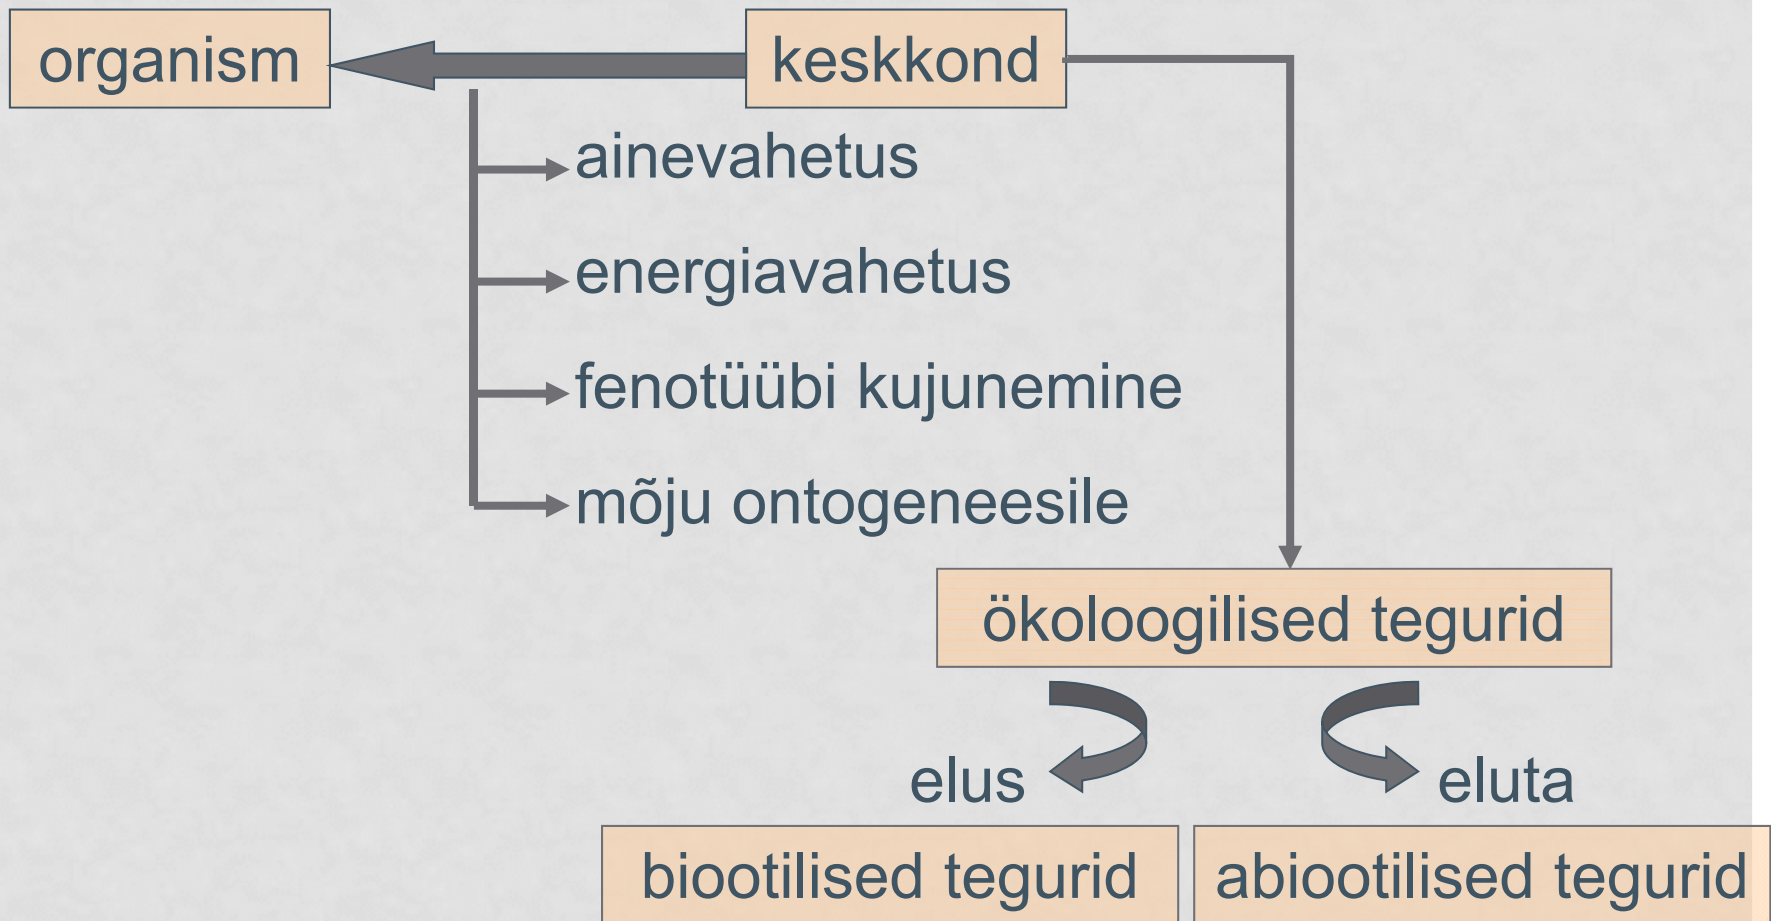 organism
keskkond
ainevahetus
energiavahetus
fenotüübi kujunemine
mõju ontogeneesile
ökoloogilised tegurid
elus
eluta
biootilised tegurid
abiootilised tegurid